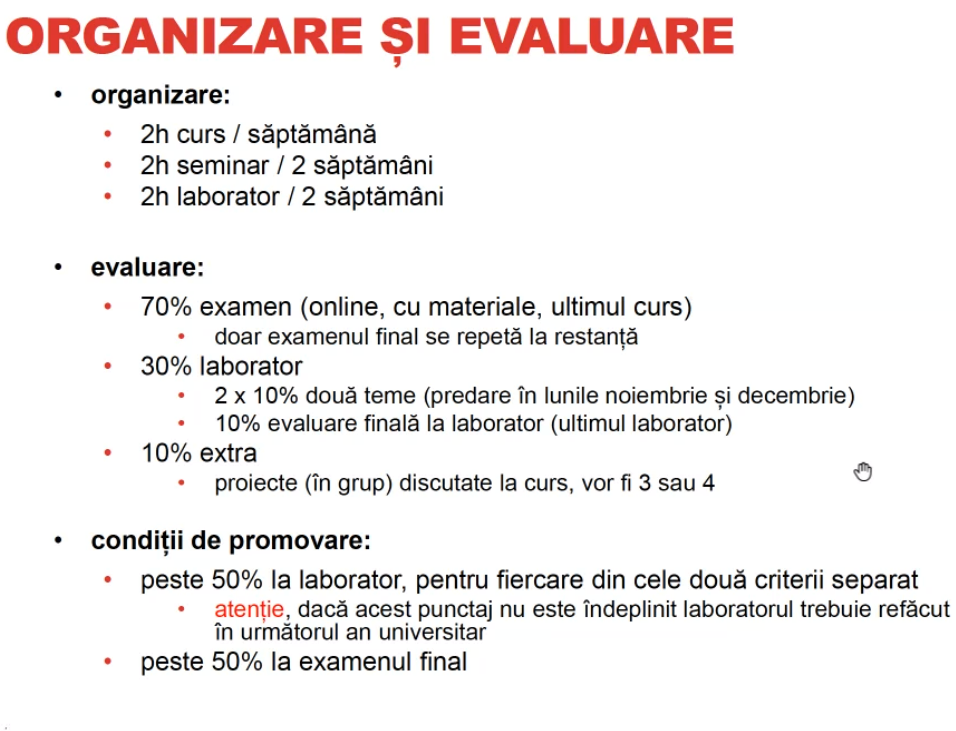 ORGANIZARE ȘI EVALUARE
• organizare:
• 2h curs / săptămână
• 2h seminar / 2 săptămâni
• 2h laborator / 2 săptămâni
• evaluare:
• 70% examen (online, cu materiale, ultimul curs)
• doar examenul final se repetă la restanță
• 30% laborator
• 2 x 10% două teme (predare în lunile noiembrie și decembrie)
• 10% evaluare finală la laborator (ultimul laborator)
• 10% extra
• proiecte (în grup) discutate la curs, vor fi 3 sau 4
• condiții de promovare:
• peste 50% la laborator, pentru fiercare din cele două criterii separat
• atenție, dacă acest punctaj nu este îndeplinit laboratorul trebuie refăcut
în următorul an universitar
• peste 50% la examenul final